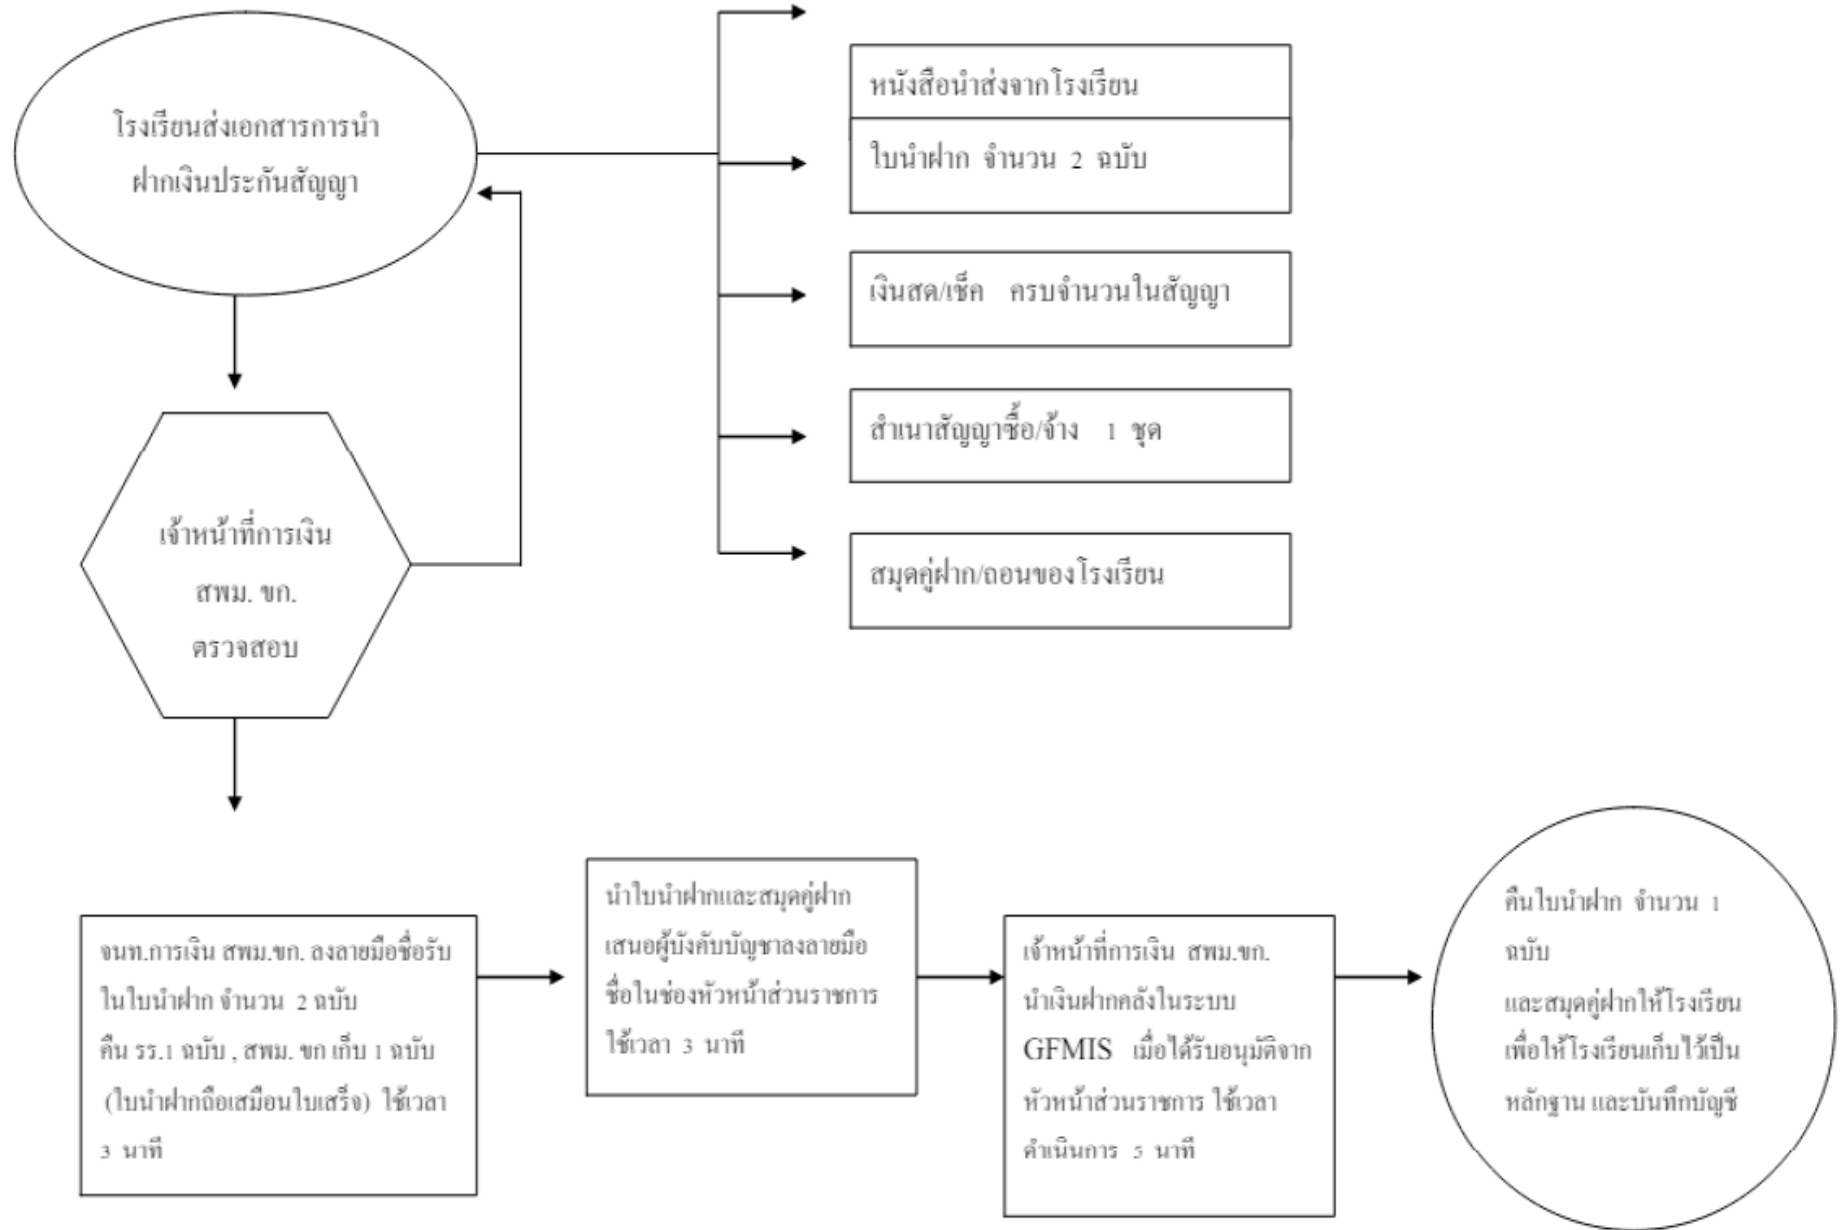 โรงเรียนส่งเอกสารการนำ
ฝากเงินประกันสัญญา
หนังสือนำส่งจากโรงเรียน
ใบนำฝาก จำนวน 2 ฉบับ
เงินสด/เช็ค ครบจำนวนในสัญญา
สำเนาสัญญาซื้อ/จ้าง 1 ชุด
สมุดคู่ฝาก/ถอนของโรงเรียน
เจ้าหน้าที่การเงิน
สพม. ขก.
ตรวจสอบ
จนท.การเงิน สพม.ขก. ลงลายมือชื่อรับ
ในใบนำฝาก จำนวน 2 ฉบับ
คืน รร.1 ฉบับ , สพม. ขก เก็บ 1 ฉบับ
(ใบนำฝากถือเสมือนใบเสร็จ) ใช้เวลา
3 นาที
นำใบนำฝากและสมุดคู่ฝาก
เสนอผู้บังคับบัญชาลงลายมือ
ชื่อในช่องหัวหน้าส่วนราชการ
ใช้เวลา 3 นาที
เจ้าหน้าที่การเงิน สพม.ขก.
นำเงินฝากคลังในระบบ
GFMIS เมื่อได้รับอนุมัติจาก
หัวหน้าส่วนราชการ ใช้เวลา
ดำเนินการ 5 นาที
คืนใบนำฝาก จำนวน 1
ฉบับ
และสมุดคู่ฝากให้โรงเรียน
เพื่อให้โรงเรียนเก็บไว้เป็น
หลักฐาน และบันทึกบัญชี